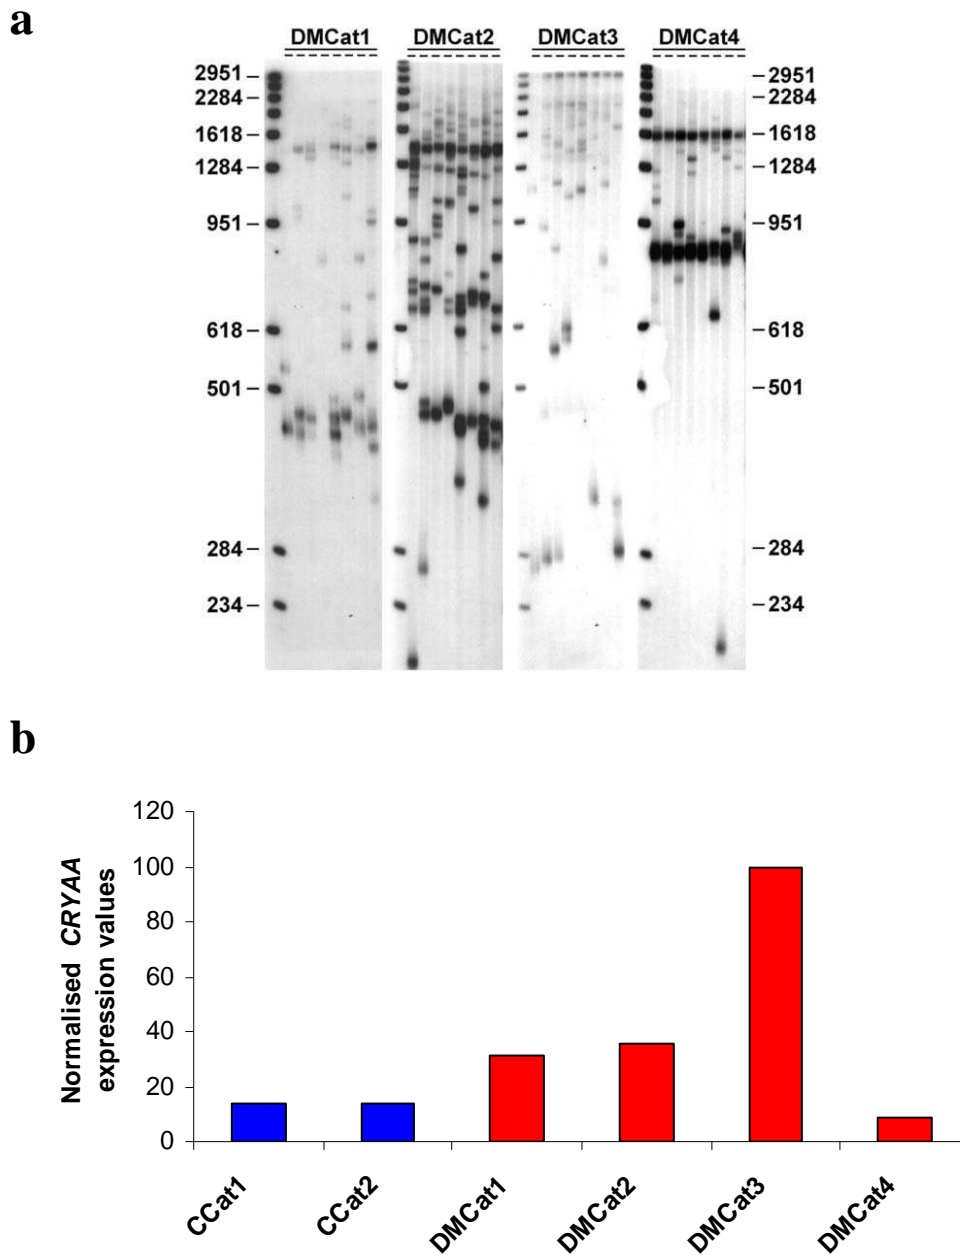 a
DMCat1 DMCat2 DMCat3 DMCat4
2951 – – 2951
2284 – – 2284
1618 – – 1618
1284 – – 1284
951 – – 951
618 – – 618
501 – – 501
284 – – 284
234 – – 234
b
Normalised CRYAA
expression values
120
100
80
60
40
20
0
CCat1 CCat2 DMCat1 DMCat2 DMCat3 DMCat4